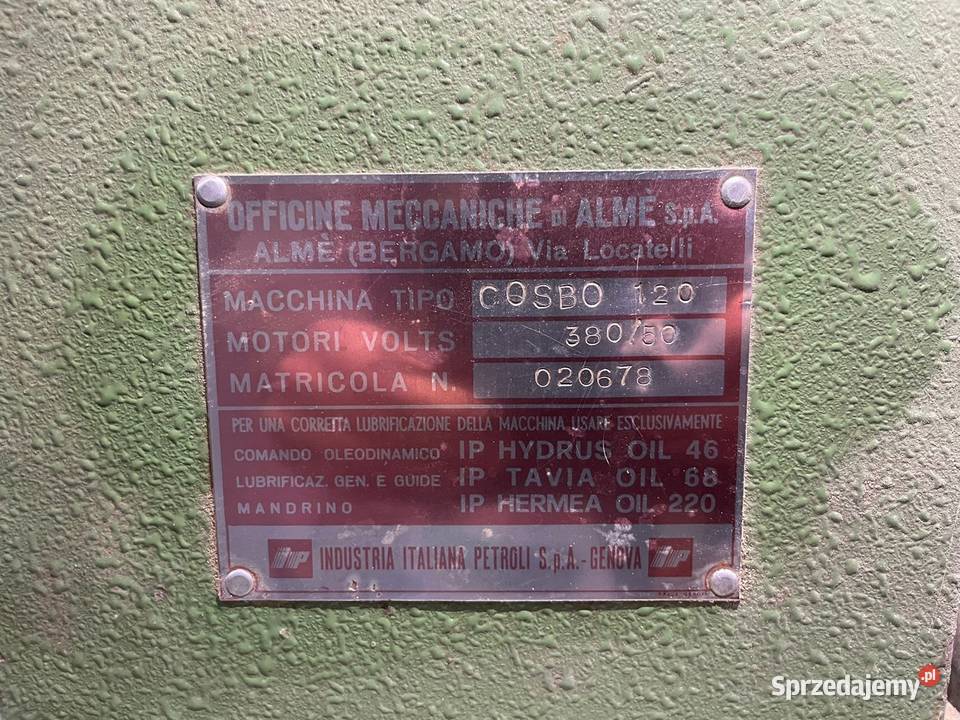 OFFICINE MECCANICHE DI ALMÈ S.p.A.
ALMÈ (BERGAMO) Via Locatelli
MACCHINA TIPO COSBO 120
MOTORI VOLTS 380/50
MATRICOLA N. 020678
PER UNA CORRETTA LUBRIFICAZIONE DELLA MACCHINA USARE ESCLUSIVAMENTE
COMANDO OLEODINAMICO IP HYDRUS OIL 46
LUBRIFICAZ. GEN. E GUIDE IP TAVIA OIL 68
MANDRINO IP HERMEA OIL 220
IP INDUSTRIA ITALIANA PETROLI S.p.A. - GENOVA IP
Sprzedajemy.pl